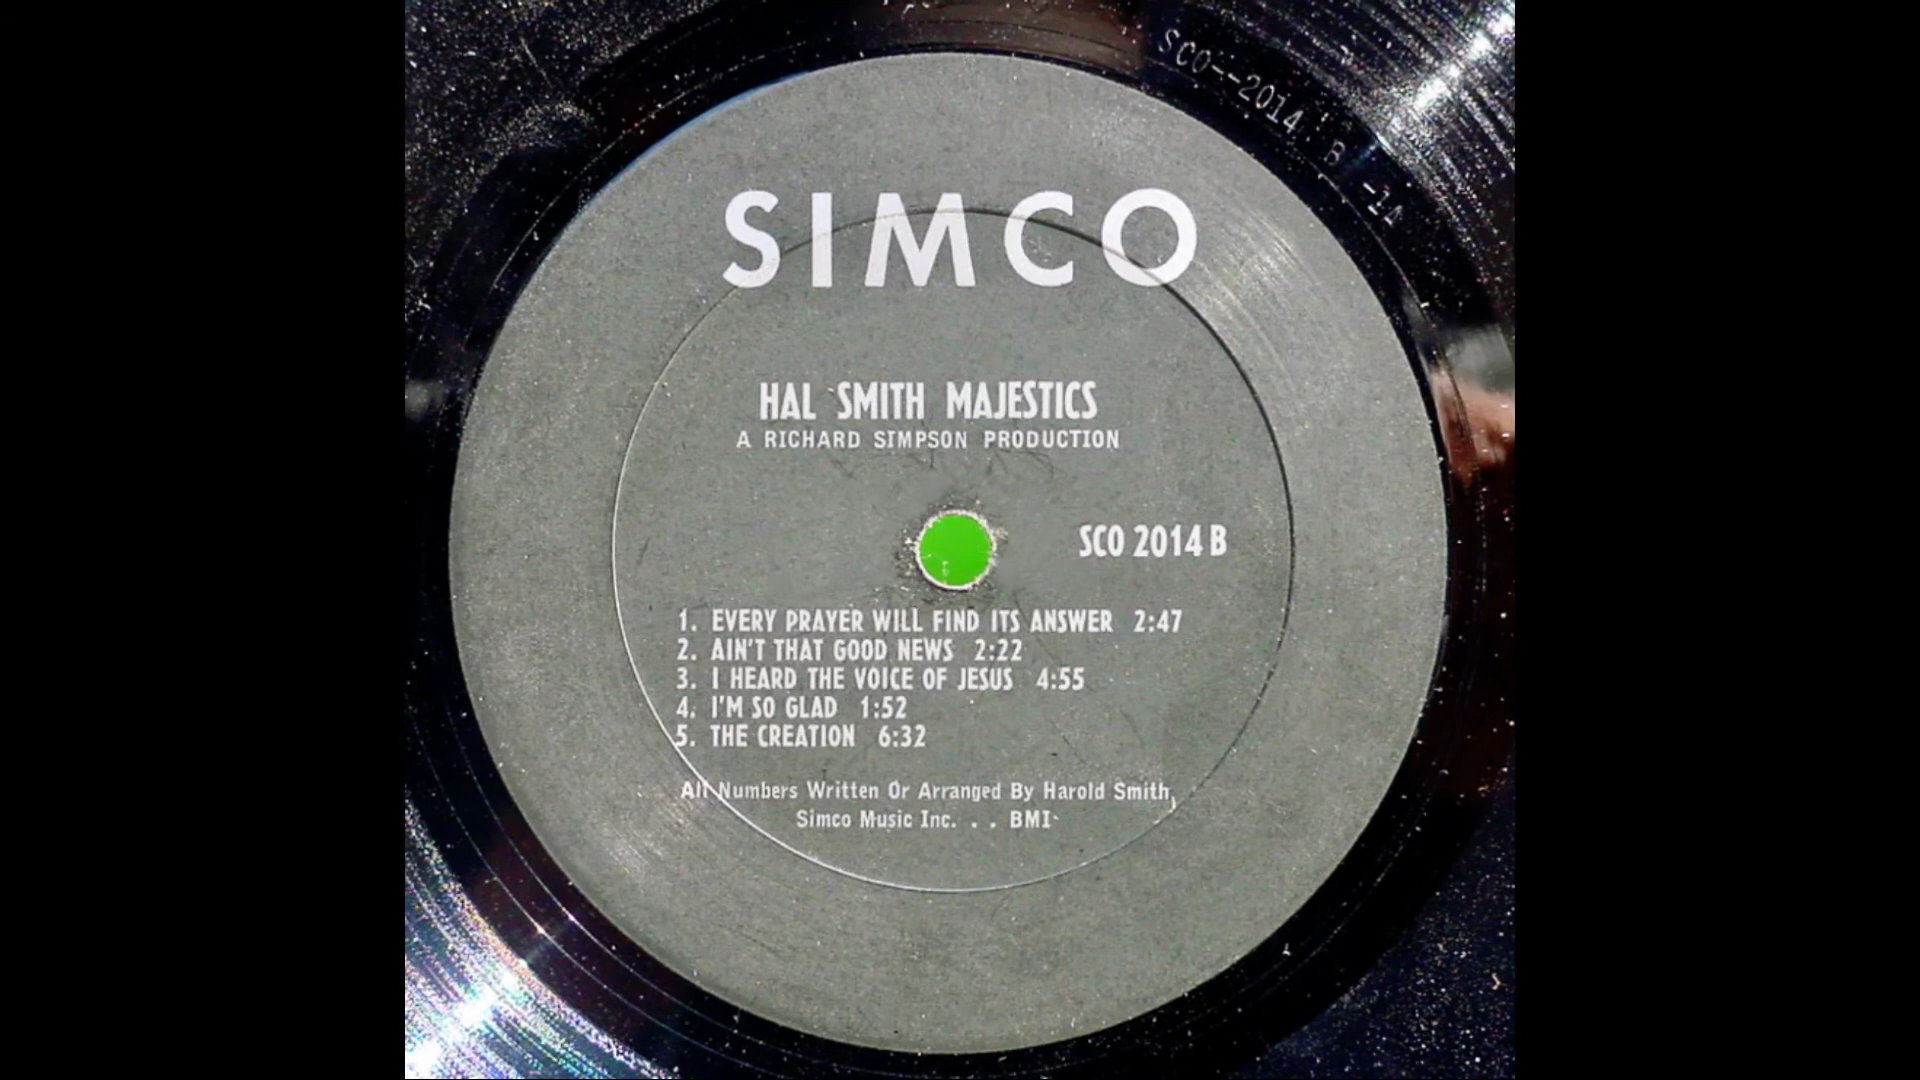 SCO--2014 B -1A
SIMCO
HAL SMITH MAJESTICS
A RICHARD SIMPSON PRODUCTION
SCO 2014 B
1. EVERY PRAYER WILL FIND ITS ANSWER 2:47
2. AIN'T THAT GOOD NEWS 2:22
3. I HEARD THE VOICE OF JESUS 4:55
4. I'M SO GLAD 1:52
5. THE CREATION 6:32
All Numbers Written Or Arranged By Harold Smith,
Simco Music Inc. . . BMI